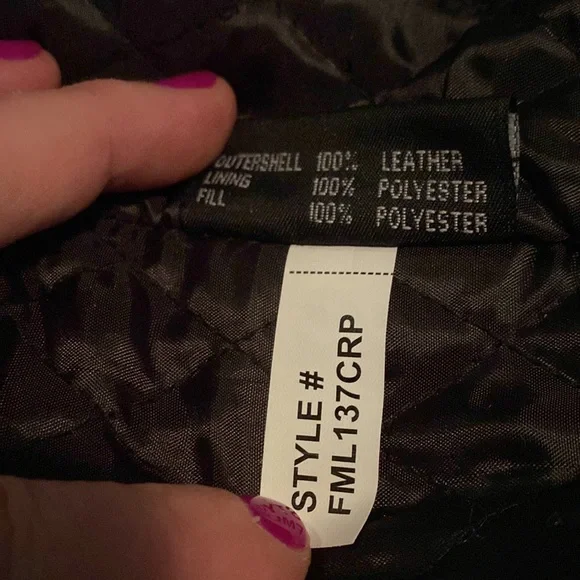 OUTERSHELL 100% LEATHER
LINING 100% POLYESTER
FILL 100% POLYESTER
STYLE #
FML137CRP